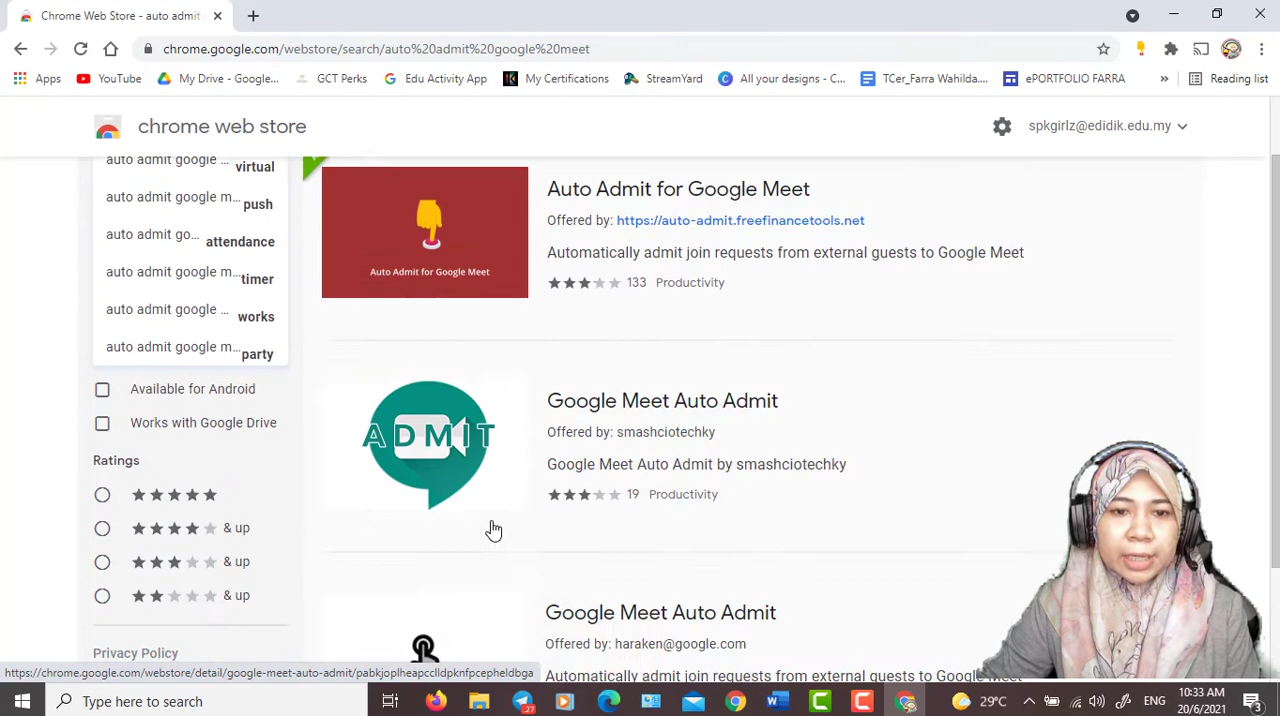 Chrome Web Store - auto admit
chrome.google.com/webstore/search/auto%20admit%20google%20meet
Apps YouTube My Drive - Google... GCT Perks Edu Activity App My Certifications StreamYard All your designs - C... TCer_Farra Wahilda... ePORTFOLIO FARRA » Reading list
chrome web store
spkgirlz@edidik.edu.my
auto admit google ... virtual
auto admit google m... push
auto admit go... attendance
auto admit google m... timer
auto admit google ... works
auto admit google m... party
Available for Android
Works with Google Drive
Ratings
& up
& up
& up
Privacy Policy
Auto Admit for Google Meet
Auto Admit for Google Meet
Offered by: https://auto-admit.freefinancetools.net
Automatically admit join requests from external guests to Google Meet
133 Productivity
ADMIT
Google Meet Auto Admit
Offered by: smashciotechky
Google Meet Auto Admit by smashciotechky
19 Productivity
Google Meet Auto Admit
Offered by: haraken@google.com
Automatically admit join requests from external guests to Google Meet
https://chrome.google.com/webstore/detail/google-meet-auto-admit/pabkjoplheapcclldpknfpcepheldbga
Type here to search
27
29°C
ENG
10:33 AM
20/6/2021
3